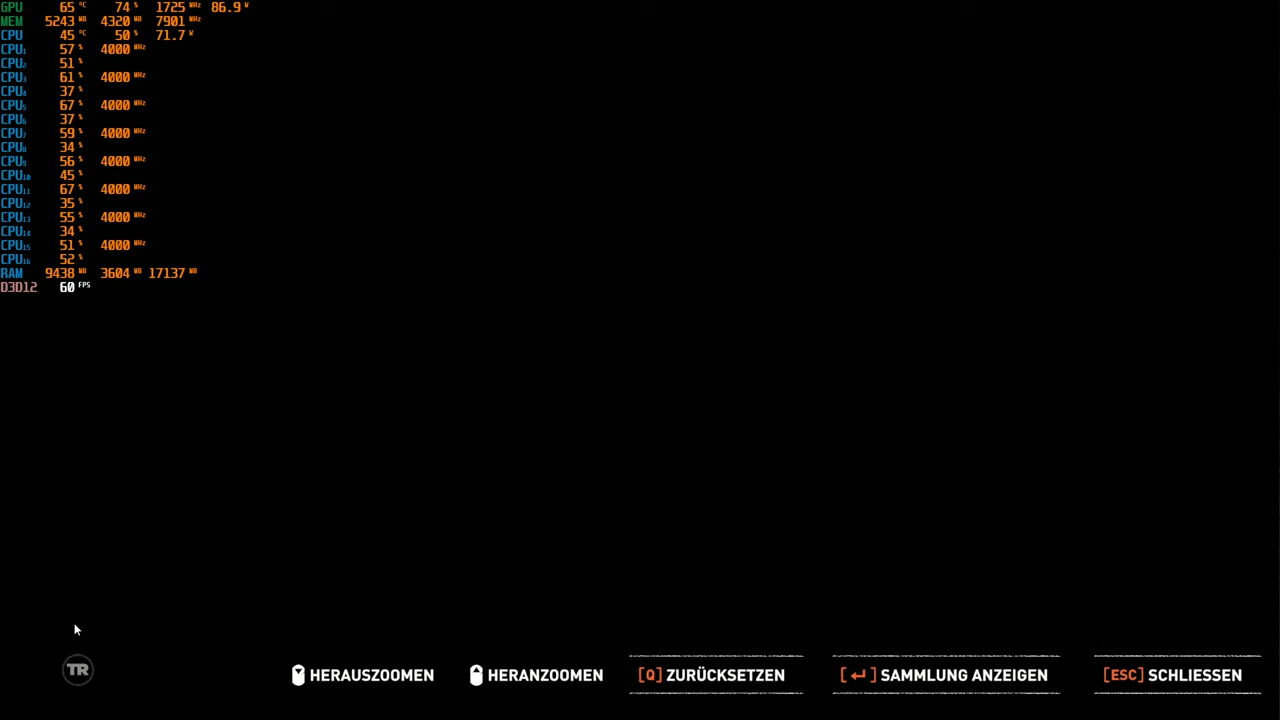 GPU 65 °C 74 % 1725 MHz 86.9 W
MEM 5243 MB 4320 MB 7901 MHz
CPU 45 °C 50 % 71.7 W
CPU1 57 % 4000 MHz
CPU2 51 %
CPU3 61 % 4000 MHz
CPU4 37 %
CPU5 67 % 4000 MHz
CPU6 37 %
CPU7 59 % 4000 MHz
CPU8 34 %
CPU9 56 % 4000 MHz
CPU10 45 %
CPU11 67 % 4000 MHz
CPU12 35 %
CPU13 55 % 4000 MHz
CPU14 34 %
CPU15 51 % 4000 MHz
CPU16 52 %
RAM 9438 MB 3604 MB 17137 MB
D3D12 60 FPS
TR HERAUSZOOMEN HERANZOOMEN [Q] ZURÜCKSETZEN [↵] SAMMLUNG ANZEIGEN [ESC] SCHLIESSEN